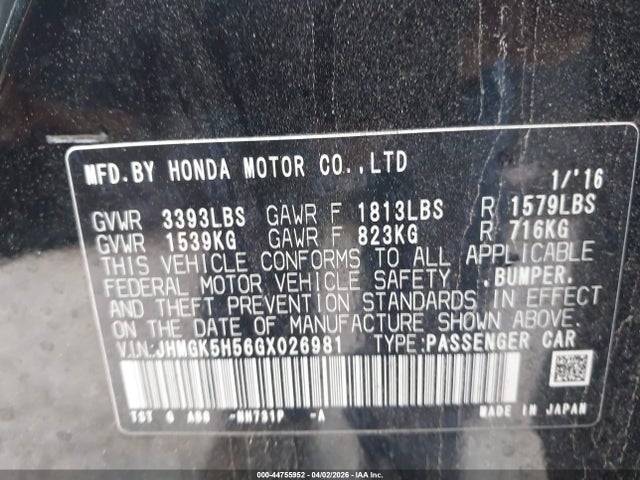 MFD.BY HONDA MOTOR CO.,LTD 1/'16
GVWR 3393LBS GAWR F 1813LBS R 1579LBS
GVWR 1539KG GAWR F 823KG R 716KG
THIS VEHICLE CONFORMS TO ALL APPLICABLE
FEDERAL MOTOR VEHICLE SAFETY, BUMPER,
AND THEFT PREVENTION STANDARDS IN EFFECT
ON THE DATE OF MANUFACTURE SHOWN ABOVE.
VIN:JHMGK5H56GX026981 TYPE:PASSENGER CAR
NH731P -A MADE IN JAPAN
000-44755952 | 04/02/2026 - IAA Inc.